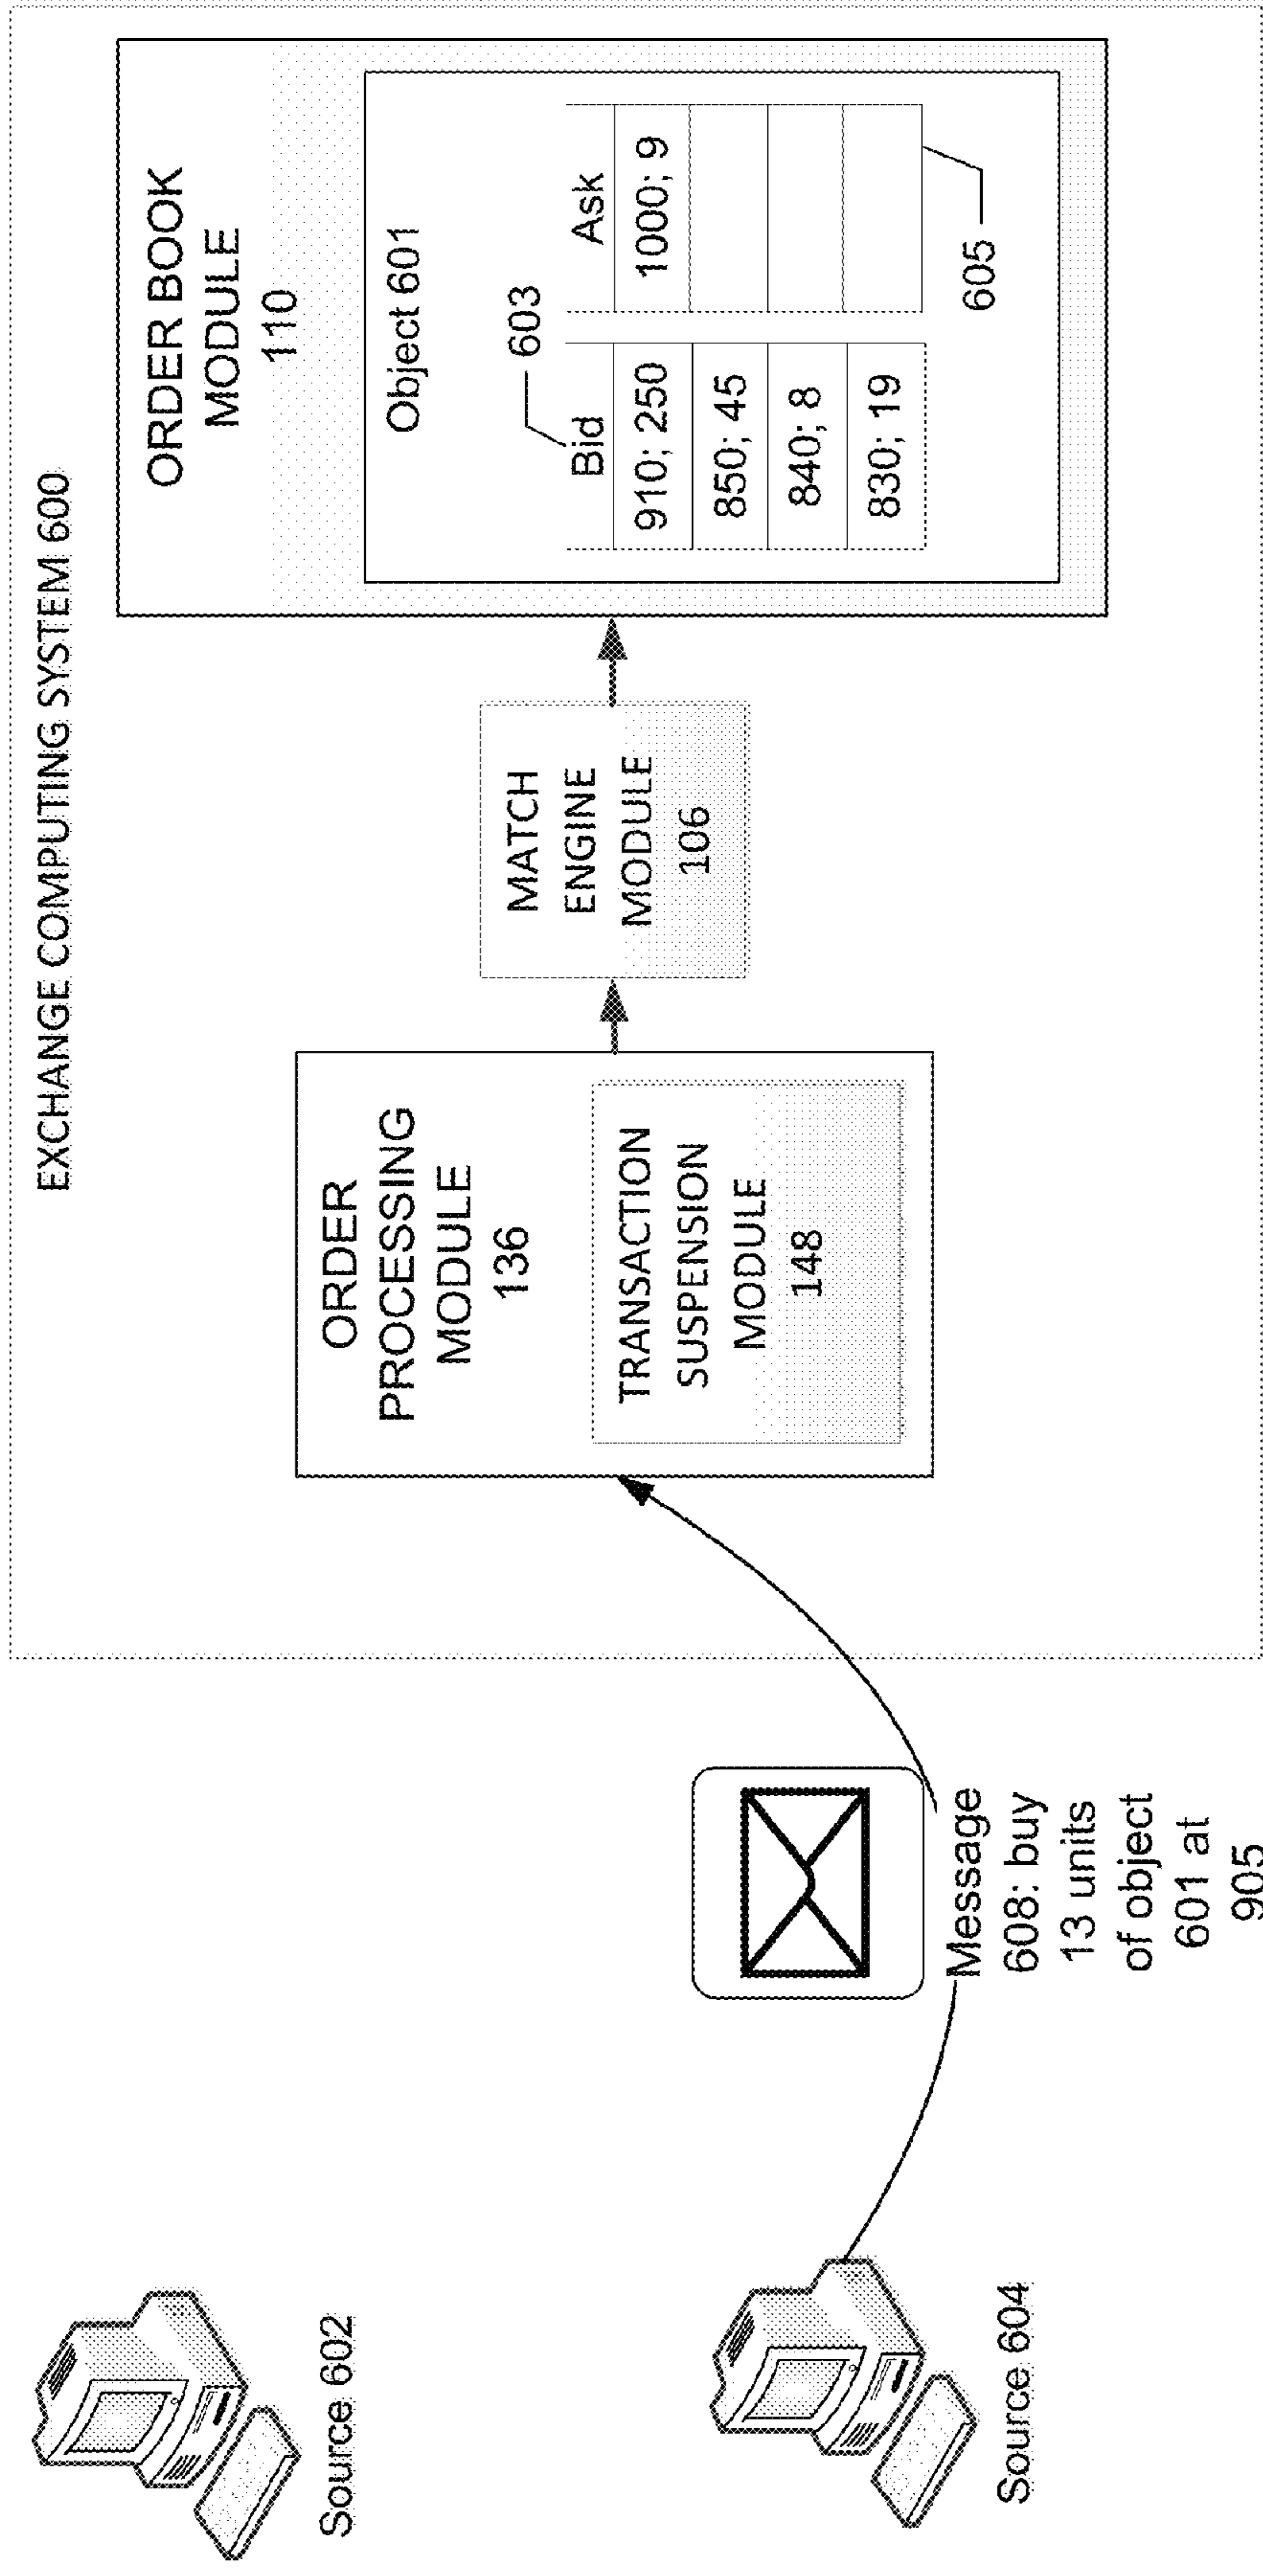 EXCHANGE COMPUTING SYSTEM 600
Source 602
Source 604
Message
608: buy
13 units
of object
601 at
905
ORDER
PROCESSING
MODULE
136
TRANSACTION
SUSPENSION
MODULE
148
MATCH
ENGINE
MODULE
106
ORDER BOOK
MODULE
110
Object 601
603
Bid Ask
910; 250 1000; 9
850; 45
840; 8
830; 19
605